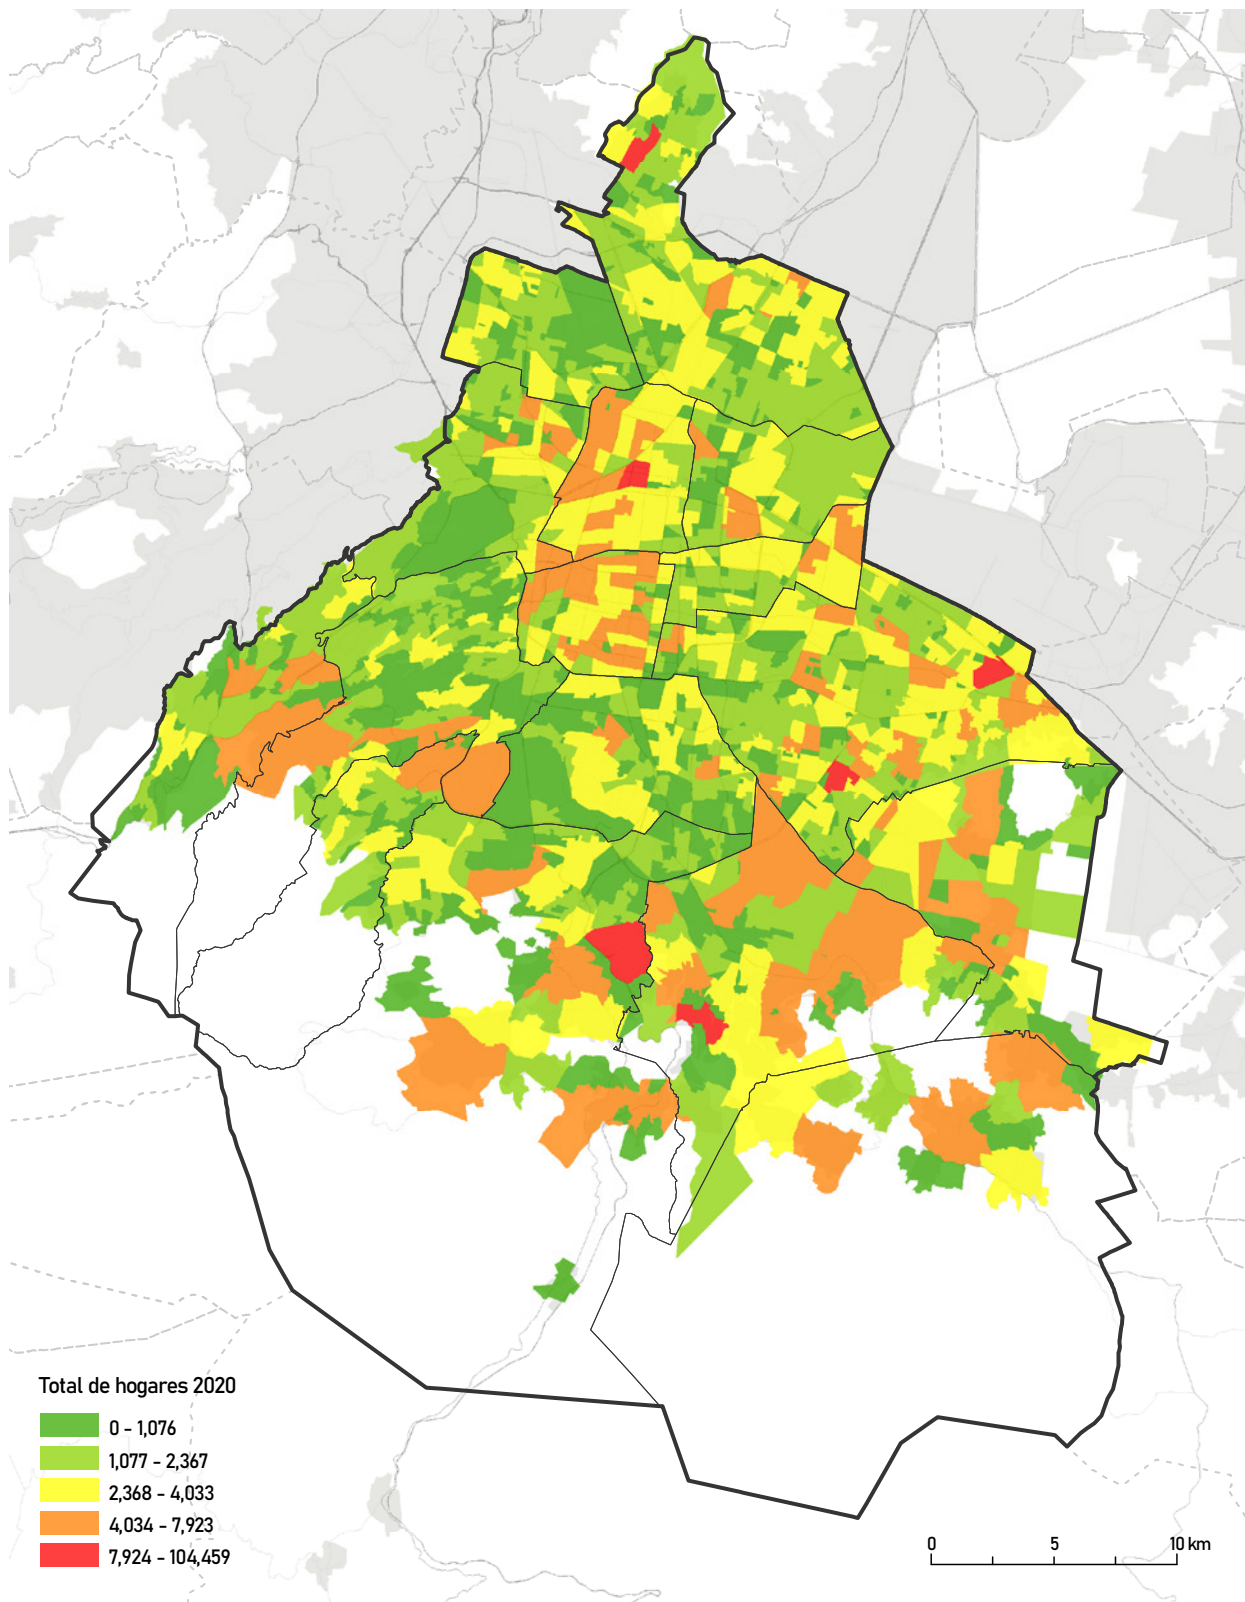 Total de hogares 2020
0 - 1,076
1,077 - 2,367
2,368 - 4,033
4,034 - 7,923
7,924 - 104,459
0 5 10 km